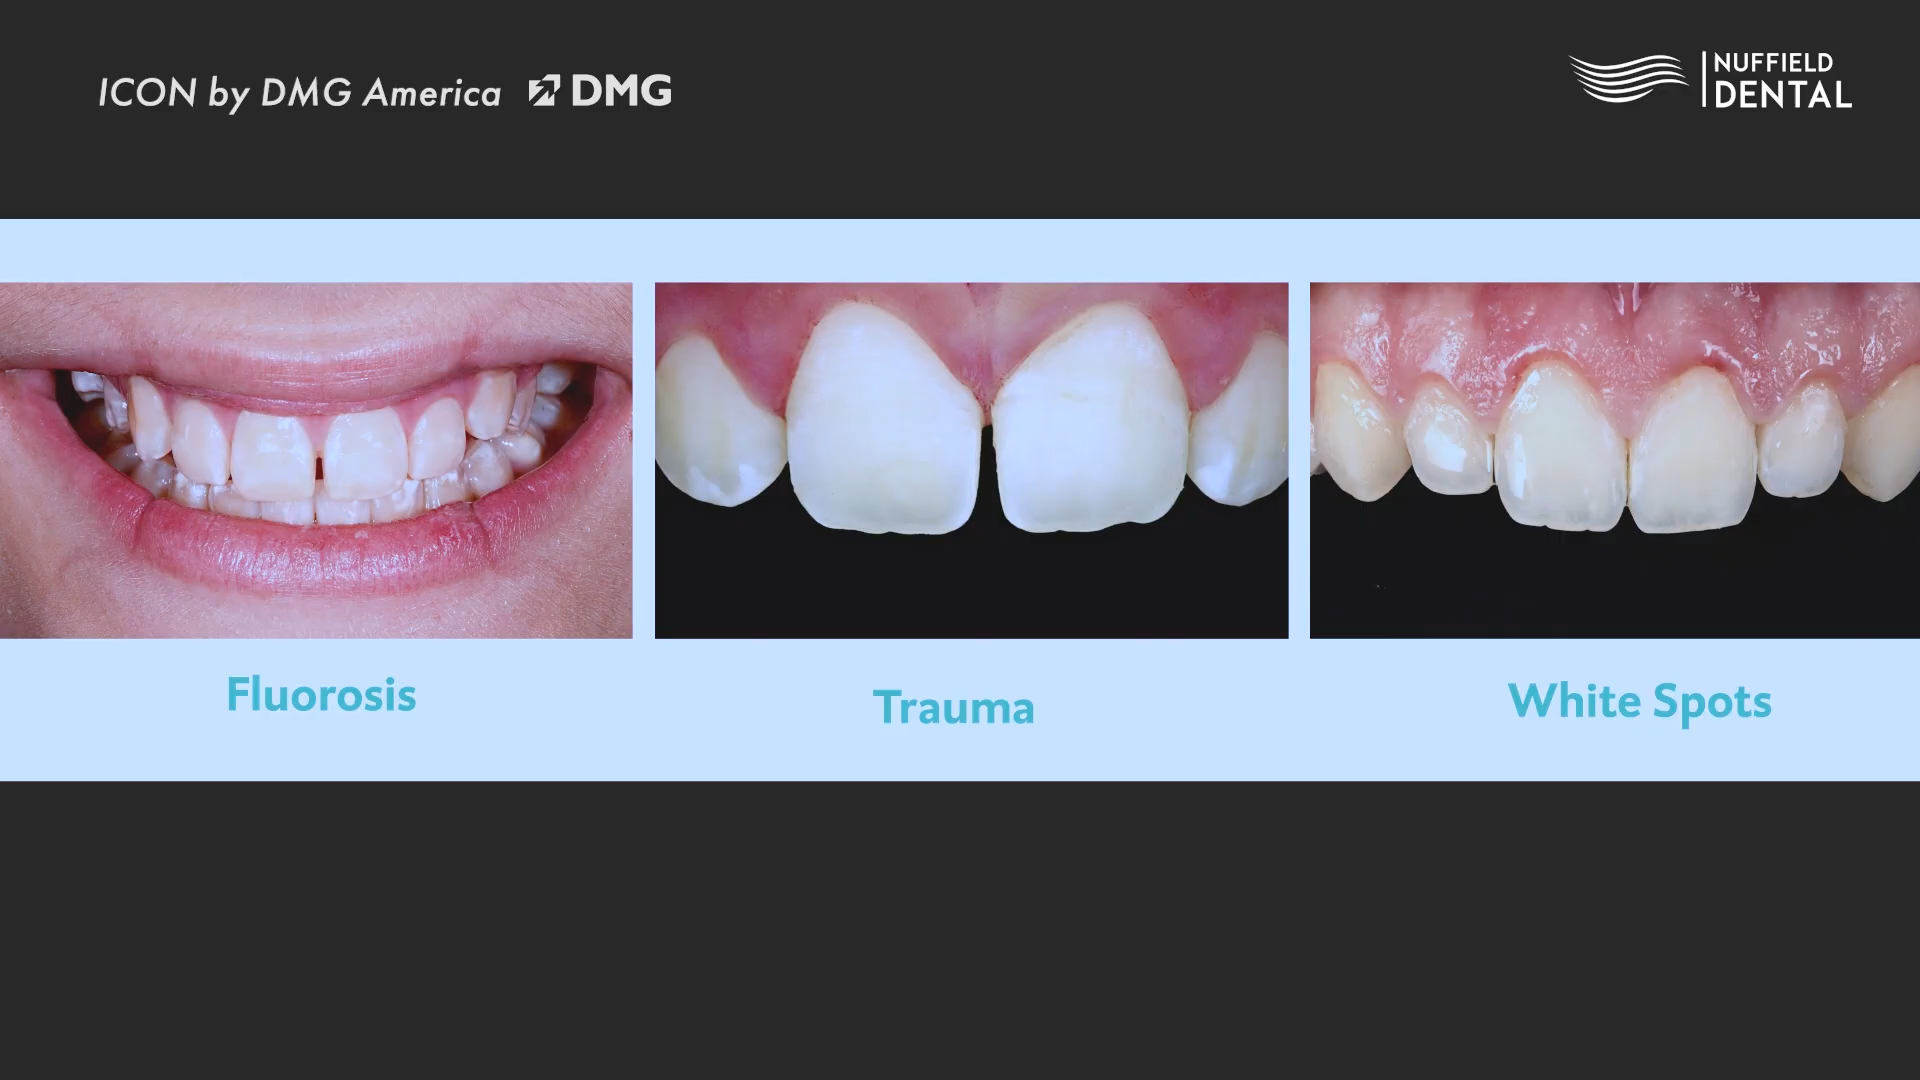 ICON by DMG America DMG
NUFFIELD
DENTAL
Fluorosis
Trauma
White Spots